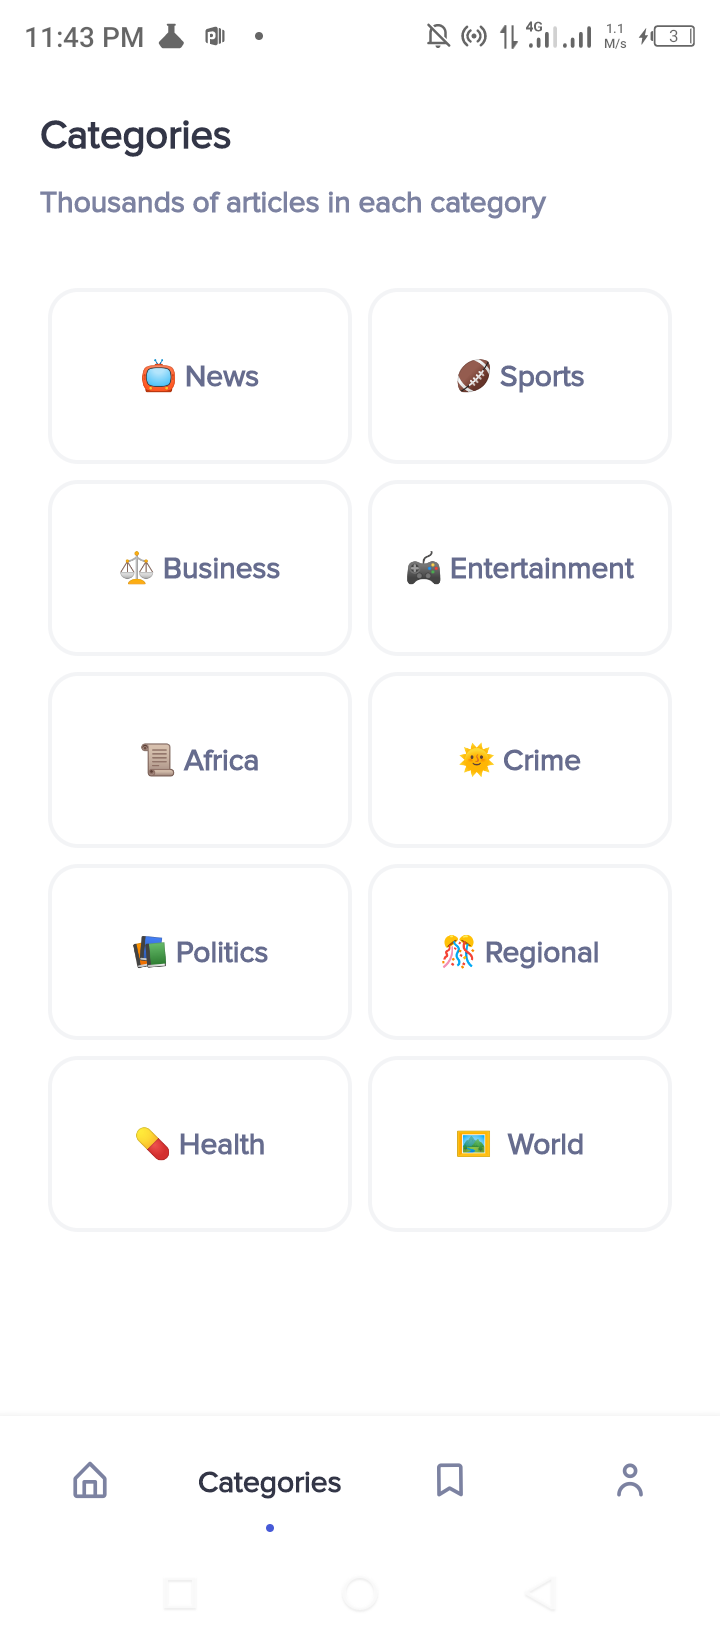 11:43 PM 4G 1.1 M/s 3
Categories
Thousands of articles in each category
News Sports
Business Entertainment
Africa Crime
Politics Regional
Health World
Categories